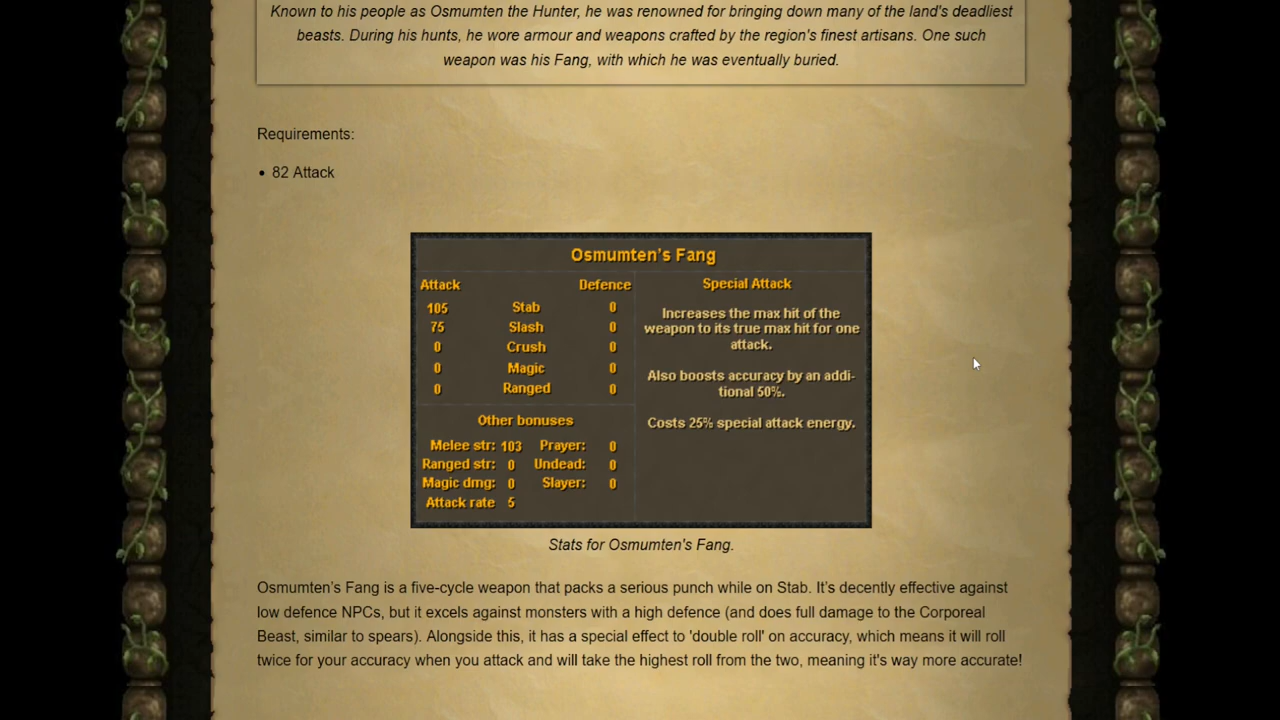 Known to his people as Osmumten the Hunter, he was renowned for bringing down many of the land's deadliest
beasts. During his hunts, he wore armour and weapons crafted by the region's finest artisans. One such
weapon was his Fang, with which he was eventually buried.
Requirements:
• 82 Attack
Osmumten's Fang
Attack Defence
105 Stab 0
75 Slash 0
0 Crush 0
0 Magic 0
0 Ranged 0
Other bonuses
Melee str: 103 Prayer: 0
Ranged str: 0 Undead: 0
Magic dmg: 0 Slayer: 0
Attack rate 5
Special Attack
Increases the max hit of the
weapon to its true max hit for one
attack.
Also boosts accuracy by an addi-
tional 50%.
Costs 25% special attack energy.
Stats for Osmumten's Fang.
Osmumten’s Fang is a five-cycle weapon that packs a serious punch while on Stab. It’s decently effective against
low defence NPCs, but it excels against monsters with a high defence (and does full damage to the Corporeal
Beast, similar to spears). Alongside this, it has a special effect to 'double roll' on accuracy, which means it will roll
twice for your accuracy when you attack and will take the highest roll from the two, meaning it's way more accurate!